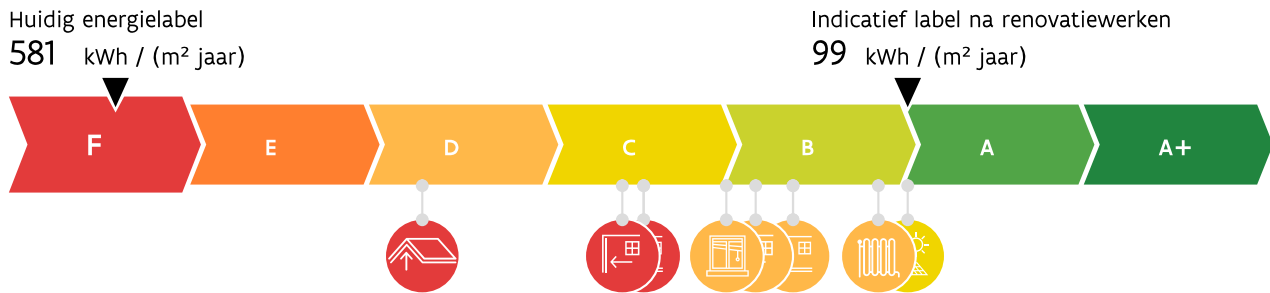 Huidig energielabel
581 kWh / (m² jaar)
Indicatief label na renovatiewerken
99 kWh / (m² jaar)
F E D C B A A+